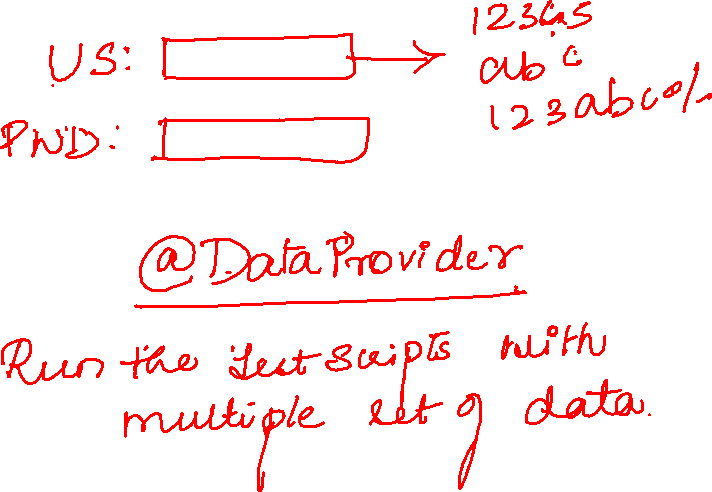 US:
12345
abc
123abc%
PWD:
@DataProvider
Run the Test Scripts with
multiple set of data.